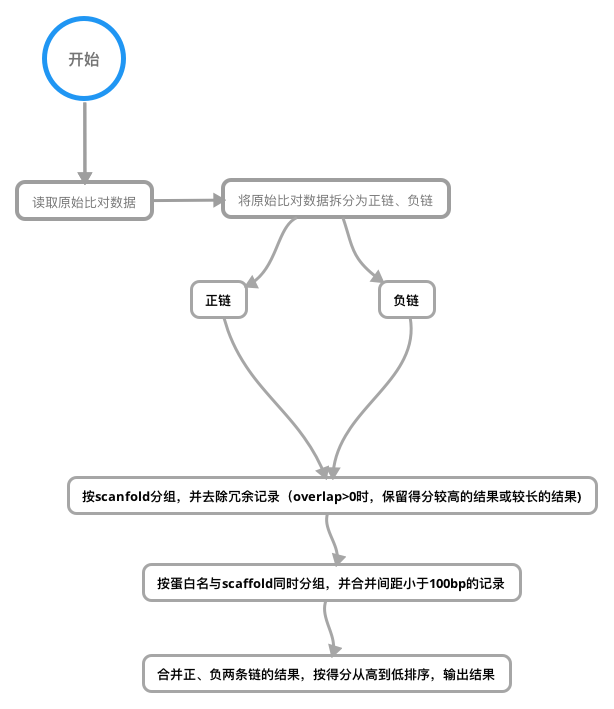 开始
读取原始比对数据
将原始比对数据拆分为正链、负链
正链
负链
按scanfold分组，并去除冗余记录（overlap>0时，保留得分较高的结果或较长的结果)
按蛋白名与scaffold同时分组，并合并间距小于100bp的记录
合并正、负两条链的结果，按得分从高到低排序，输出结果